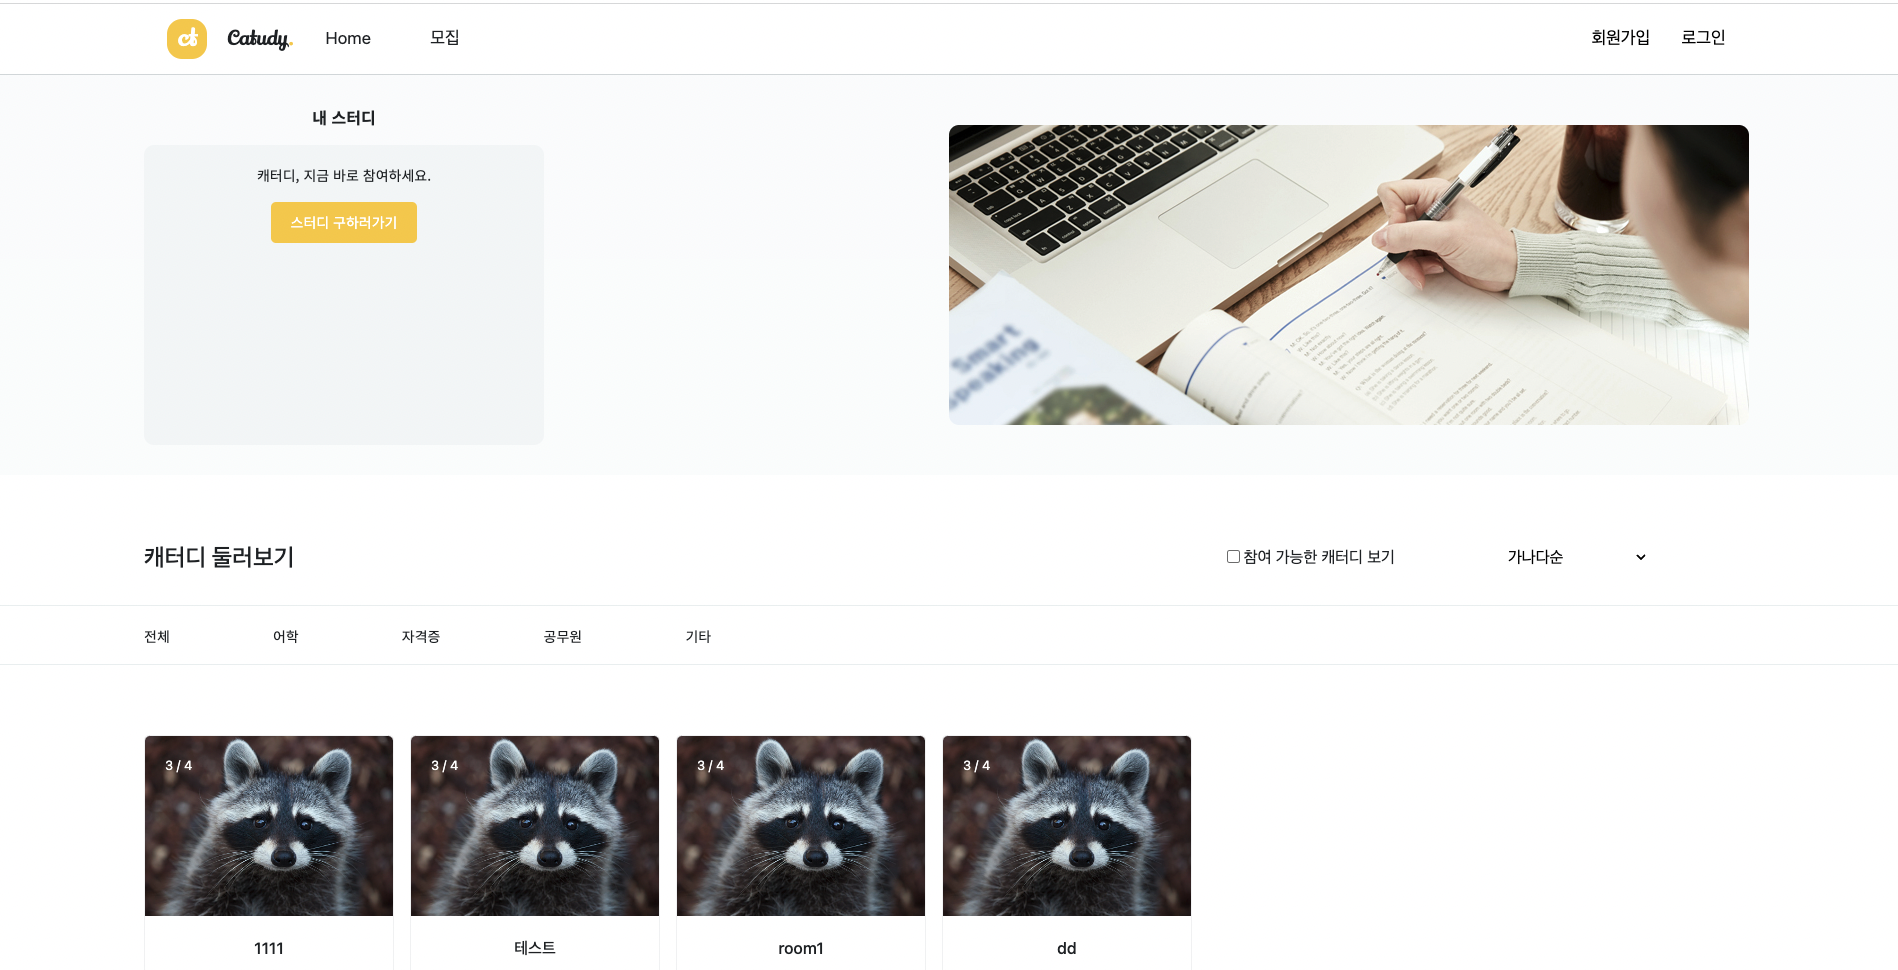 ct Catudy. Home 모집 회원가입 로그인
내 스터디
캐터디, 지금 바로 참여하세요.
스터디 구하러가기
Smart
speaking
캐터디 둘러보기 참여 가능한 캐터디 보기 가나다순
전체 어학 자격증 공무원 기타
3 / 4 3 / 4 3 / 4 3 / 4
1111 테스트 room1 dd